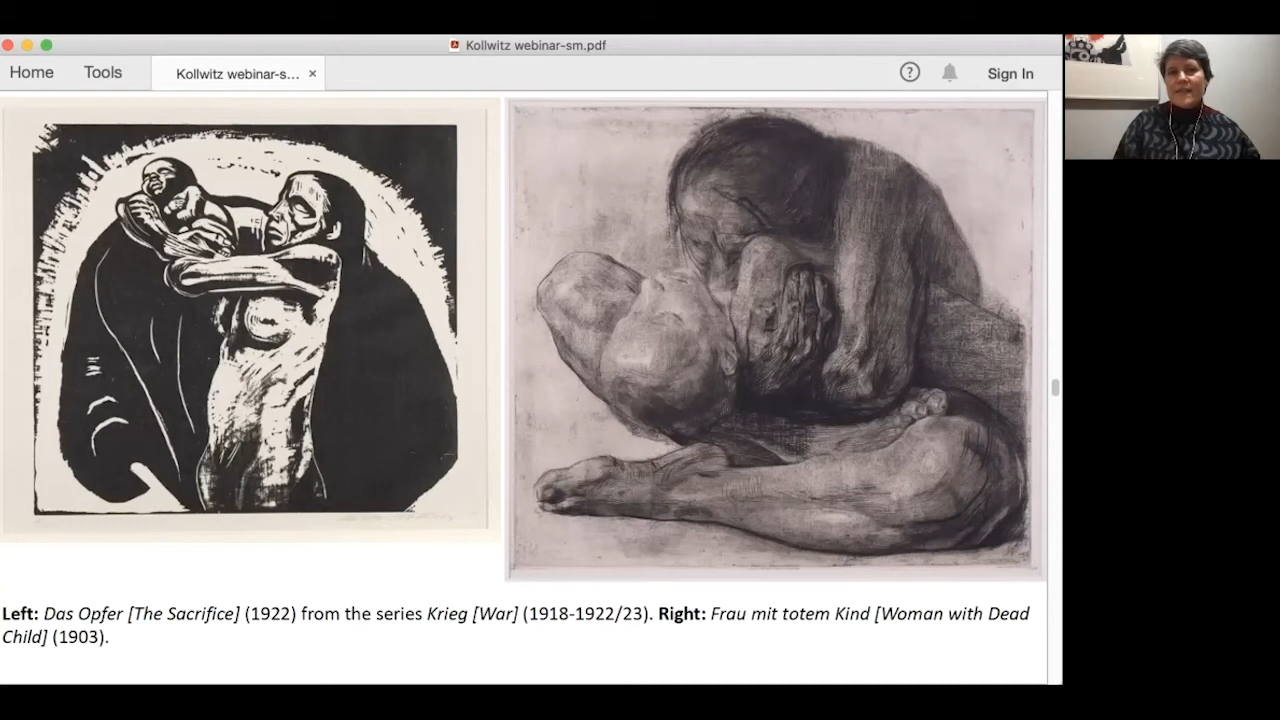 Kollwitz webinar-sm.pdf
Home Tools Kollwitz webinar-s... × ? Sign In
Left: Das Opfer [The Sacrifice] (1922) from the series Krieg [War] (1918-1922/23). Right: Frau mit totem Kind [Woman with Dead
Child] (1903).